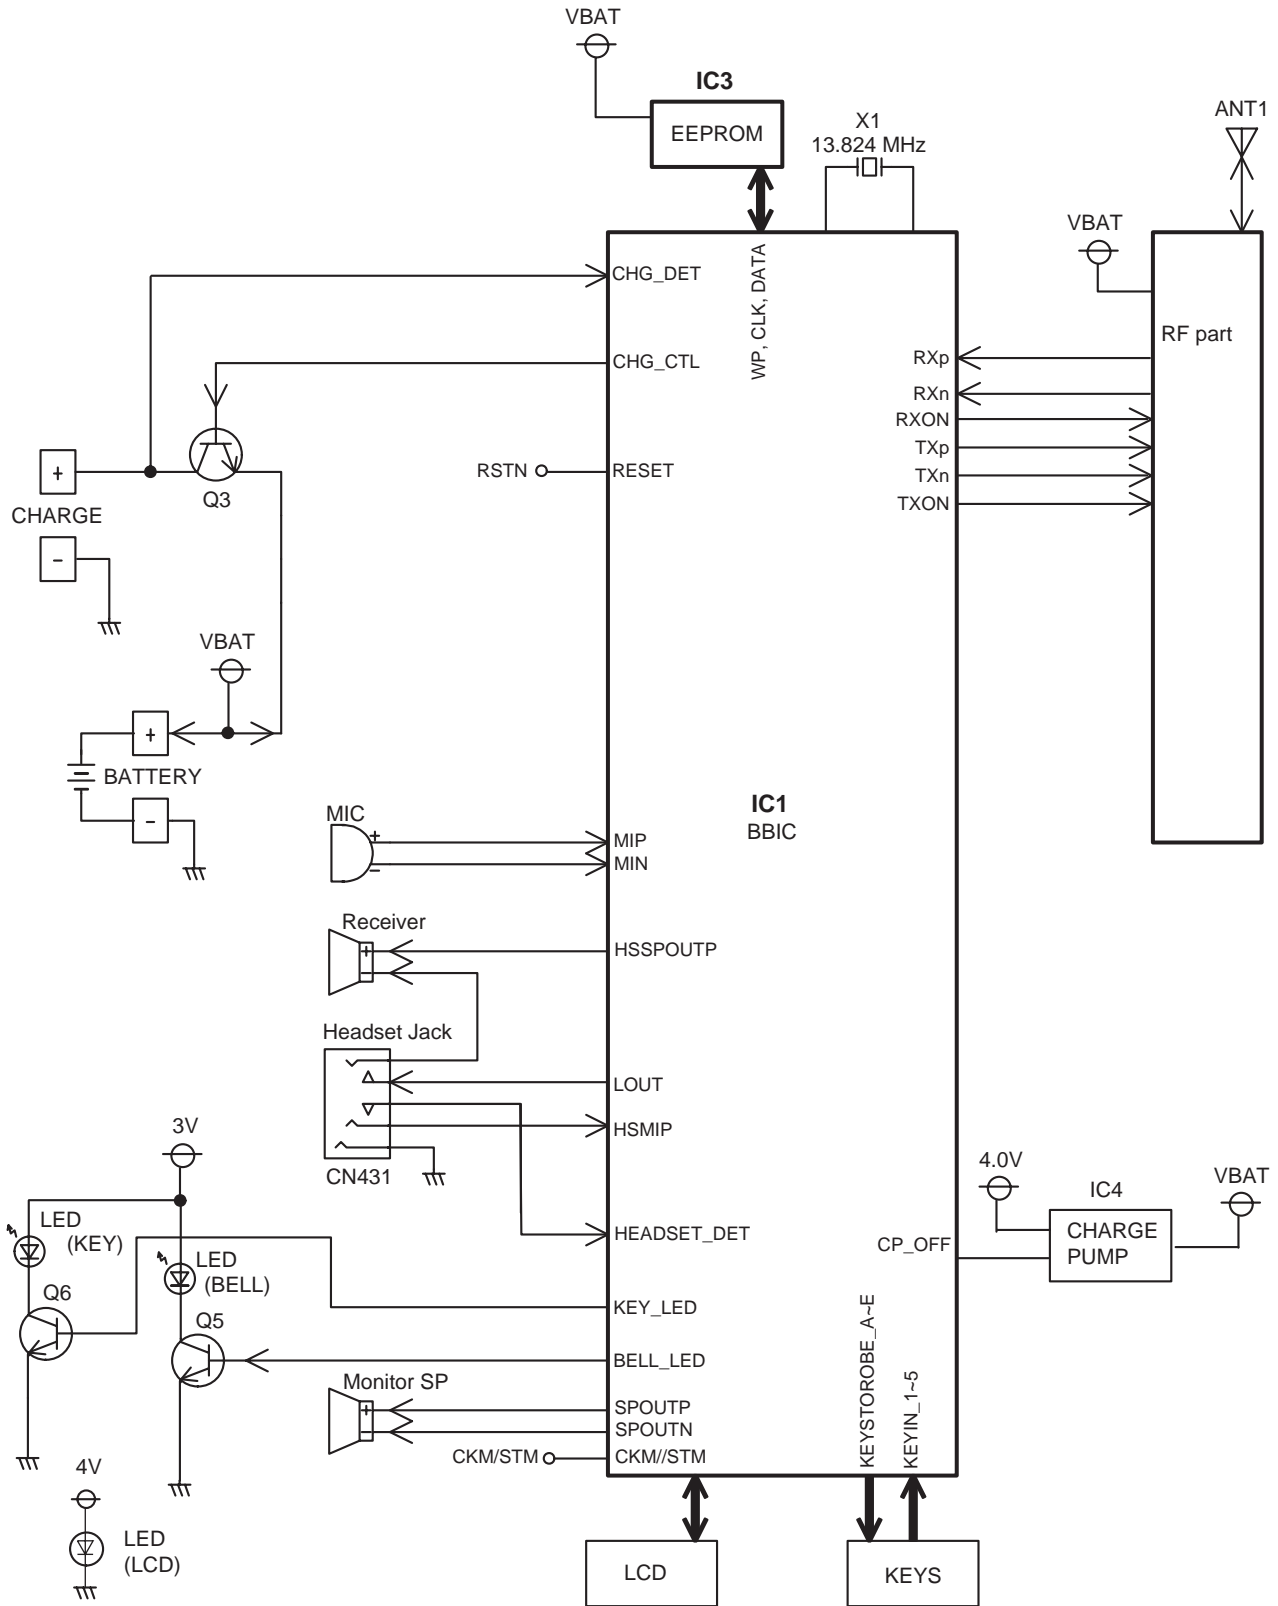 VBAT
IC3
EEPROM
X1
13.824 MHz
ANT1
VBAT
WP, CLK, DATA
CHG_DET
CHG_CTL
RF part
RXp
RXn
RXON
TXp
TXn
TXON
RSTN
RESET
+
Q3
CHARGE
-
VBAT
+
BATTERY
-
IC1
BBIC
MIC
+
-
MIP
MIN
Receiver
+
-
HSSPOUTP
Headset Jack
LOUT
HSMIP
CN431
3V
LED
(KEY)
LED
(BELL)
HEADSET_DET
4.0V
IC4
VBAT
CHARGE
PUMP
CP_OFF
Q6
Q5
KEY_LED
BELL_LED
KEYSTOROBE_A~E
KEYIN_1~5
Monitor SP
+
-
SPOUTP
SPOUTN
CKM/STM
CKM//STM
4V
LED
(LCD)
LCD
KEYS